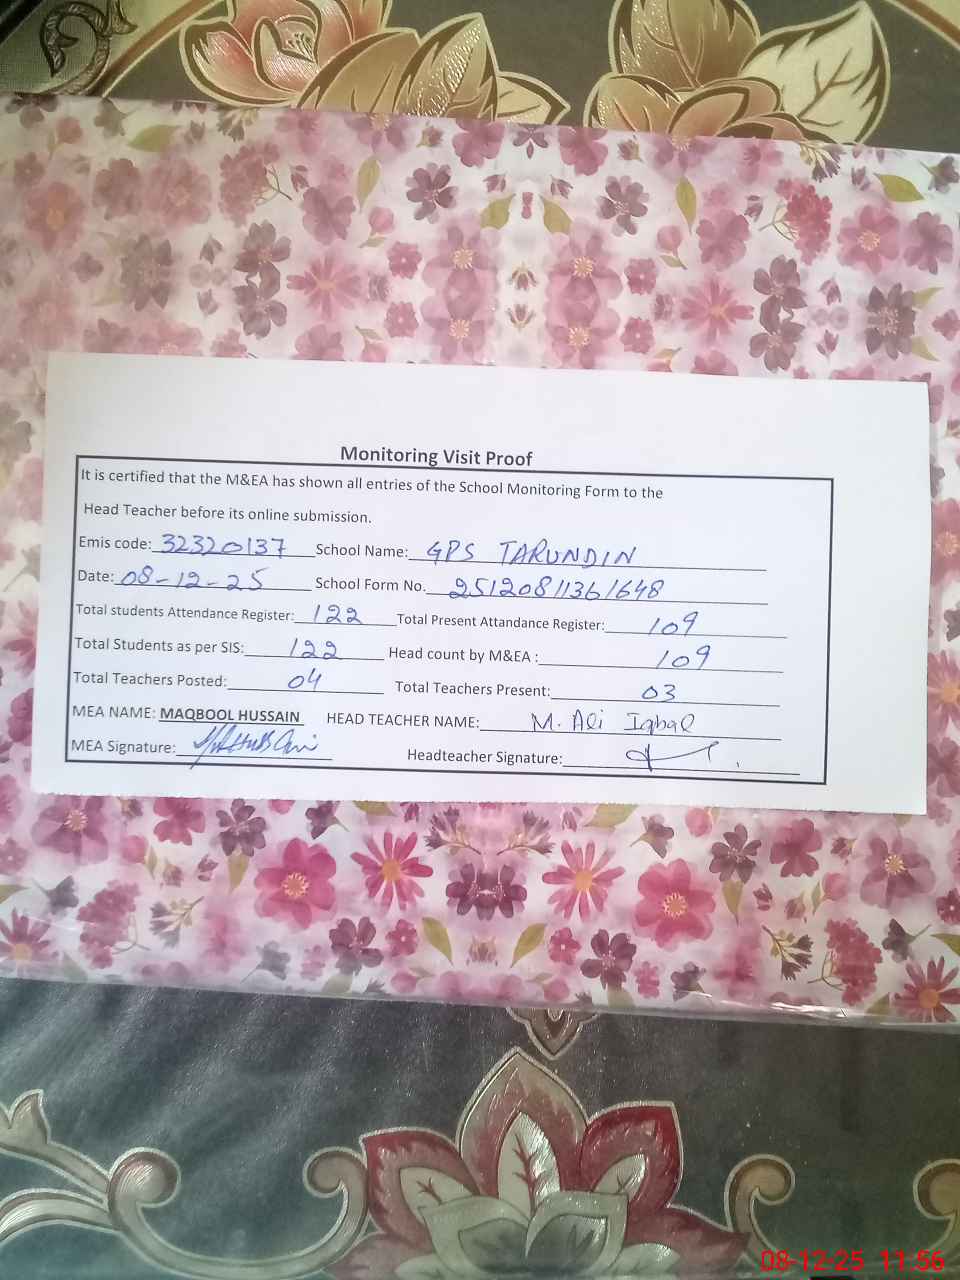 Monitoring Visit Proof
It is certified that the M&EA has shown all entries of the School Monitoring Form to the
Head Teacher before its online submission.
Emis code: 32320137 School Name: GPS TARUNDIN
Date: 08-12-25 School Form No. 25120811361648
Total students Attendance Register: 122 Total Present Attandance Register: 109
Total Students as per SIS: 122 Head count by M&EA : 109
Total Teachers Posted: 04 Total Teachers Present: 03
MEA NAME: MAQBOOL HUSSAIN HEAD TEACHER NAME: M. Ali Iqbal
MEA Signature: Headteacher Signature:
08-12-25 11:56